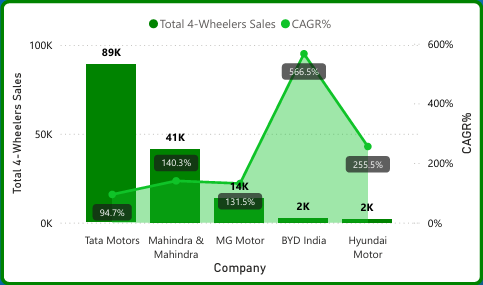 Total 4-Wheelers Sales CAGR%
100K
50K
0K
Total 4-Wheelers Sales
89K
41K
14K
2K
2K
94.7%
140.3%
131.5%
566.5%
255.5%
600%
400%
200%
0%
CAGR%
Tata Motors
Mahindra &
Mahindra
MG Motor
BYD India
Hyundai
Motor
Company